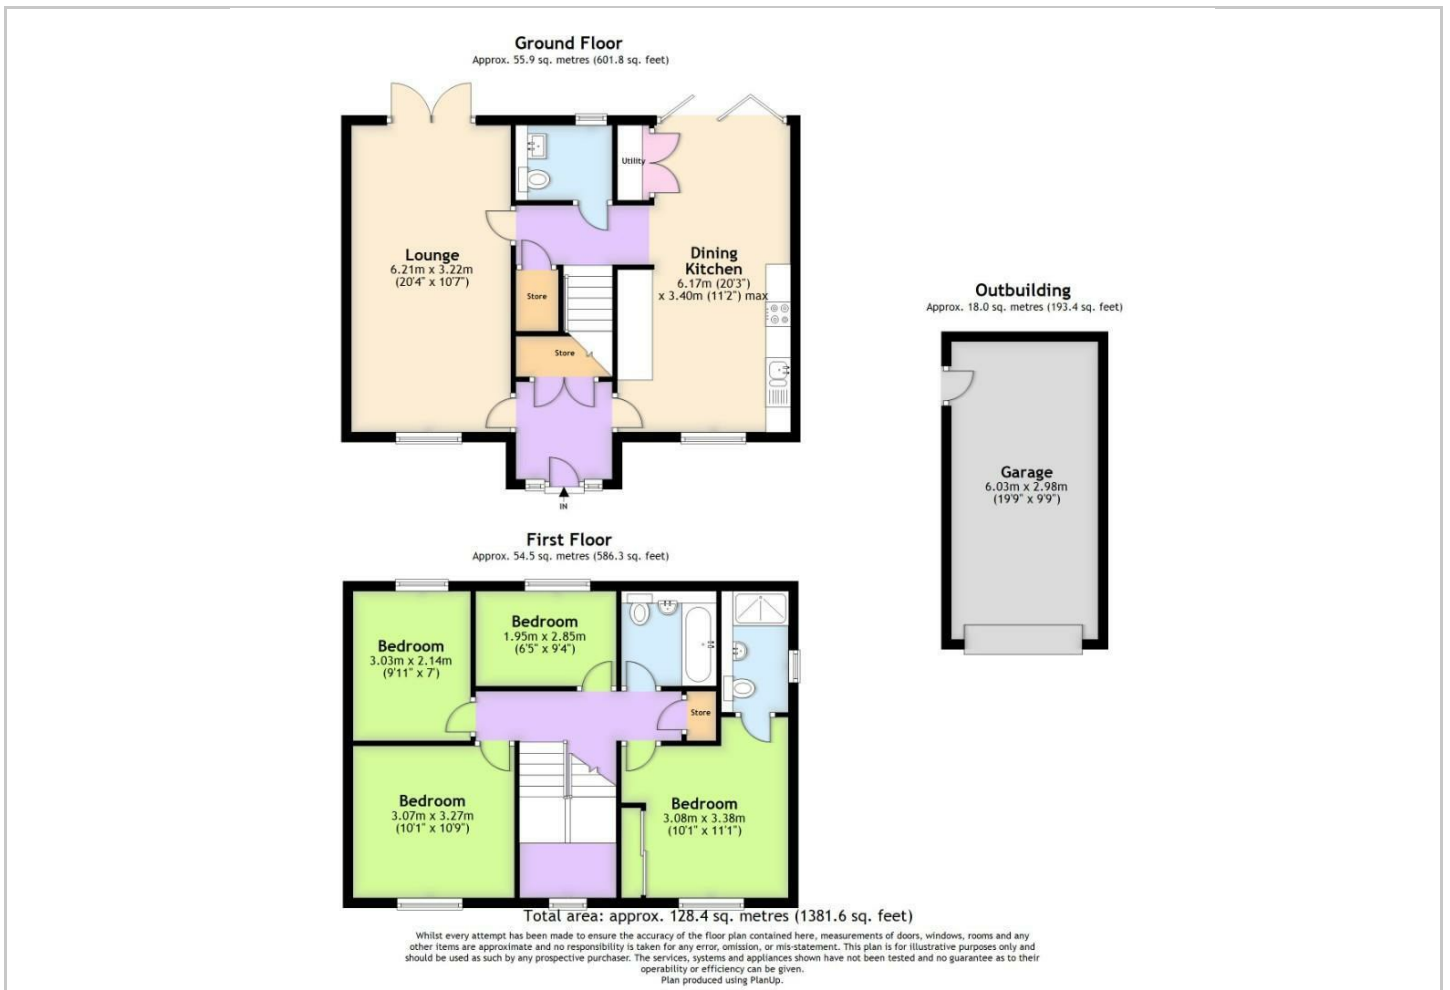 Ground Floor
Approx. 55.9 sq. metres (601.8 sq. feet)
Utility
Lounge
6.21m x 3.22m
(20'4" x 10'7")
Dining
Kitchen
6.17m (20'3")
x 3.40m (11'2") max
Store
Store
IN
Outbuilding
Approx. 18.0 sq. metres (193.4 sq. feet)
Garage
6.03m x 2.98m
(19'9" x 9'9")
First Floor
Approx. 54.5 sq. metres (586.3 sq. feet)
Bedroom
3.03m x 2.14m
(9'11" x 7')
Bedroom
1.95m x 2.85m
(6'5" x 9'4")
Store
Bedroom
3.07m x 3.27m
(10'1" x 10'9")
Bedroom
3.08m x 3.38m
(10'1" x 11'1")
Total area: approx. 128.4 sq. metres (1381.6 sq. feet)
Whilst every attempt has been made to ensure the accuracy of the floor plan contained here, measurements of doors, windows, rooms and any
other items are approximate and no responsibility is taken for any error, omission, or mis-statement. This plan is for illustrative purposes only and
should be used as such by any prospective purchaser. The services, systems and appliances shown have not been tested and no guarantee as to their
operability or efficiency can be given.
Plan produced using PlanUp.